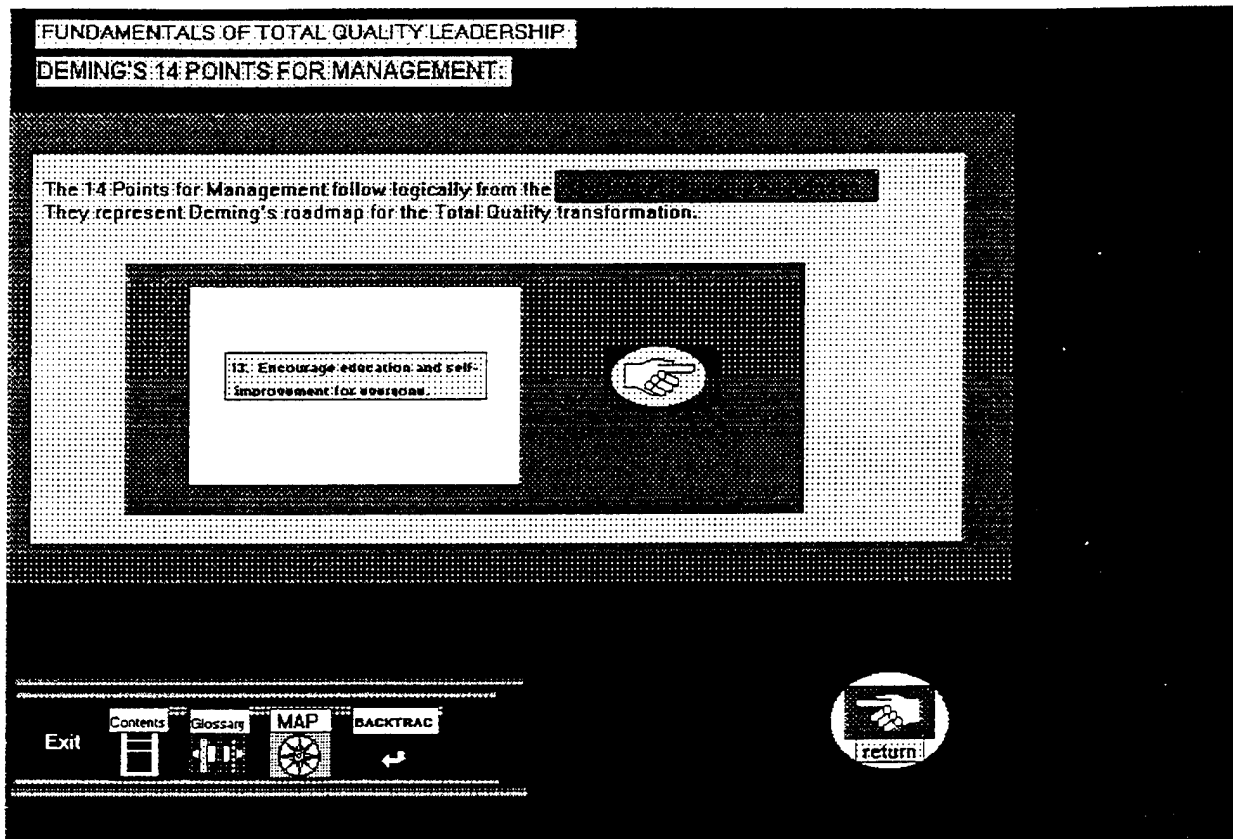 FUNDAMENTALS OF TOTAL QUALITY LEADERSHIP
DEMING'S 14 POINTS FOR MANAGEMENT
The 14 Points for Management follow logically from the
They represent Deming's roadmap for the Total Quality transformation.
13. Encourage education and self-
improvement for everyone.
Exit
Contents
Glossary
MAP
BACKTRAC
return